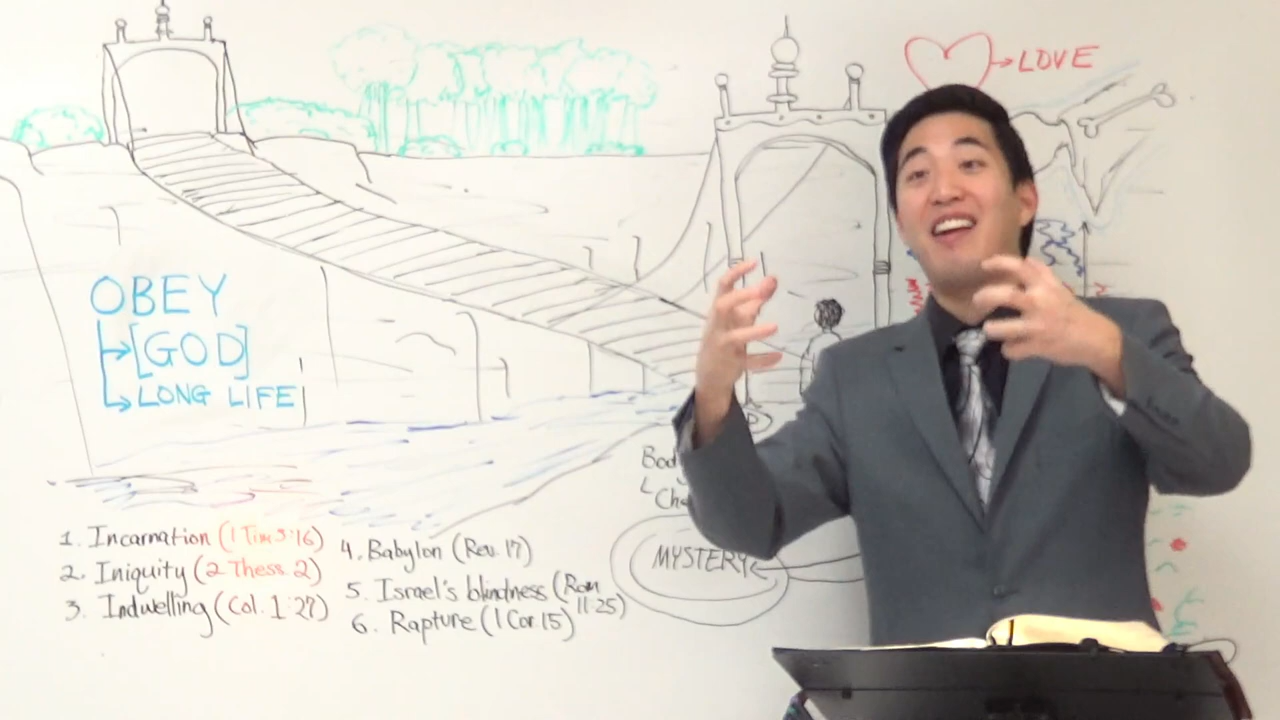 LOVE
OBEY
[GOD]
LONG LIFE
1. Incarnation (1 Tim 3:16)
2. Iniquity (2 Thess. 2)
3. Indwelling (Col. 1:27)
4. Babylon (Rev. 17)
5. Israel's blindness (Rom
11:25)
6. Rapture (1 Cor. 15)
MYSTERY